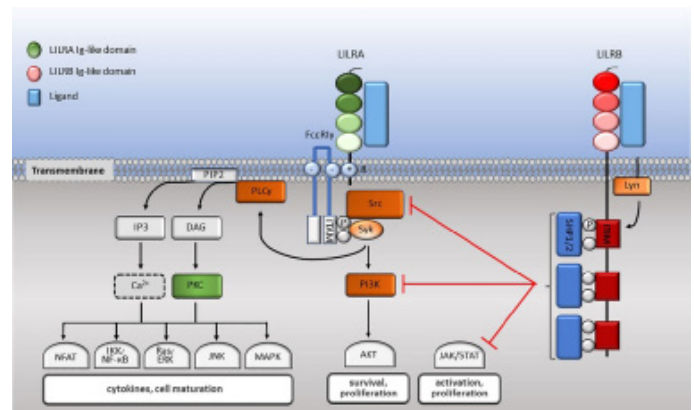 LILRA Ig-like domain
LILRB Ig-like domain
Ligand
LILRA
LILRB
FcεRIγ
R
Transmembrane
PIP2
PLCγ
Src
Lyn
IP3
DAG
ITAM
P
Syk
SHP1/2
P
ITIM
Ca²⁺
PKC
PI3K
NFAT
IKK/
NF-κB
Ras/
ERK
JNK
MAPK
AKT
JAK/STAT
cytokines, cell maturation
survival,
proliferation
activation,
proliferation